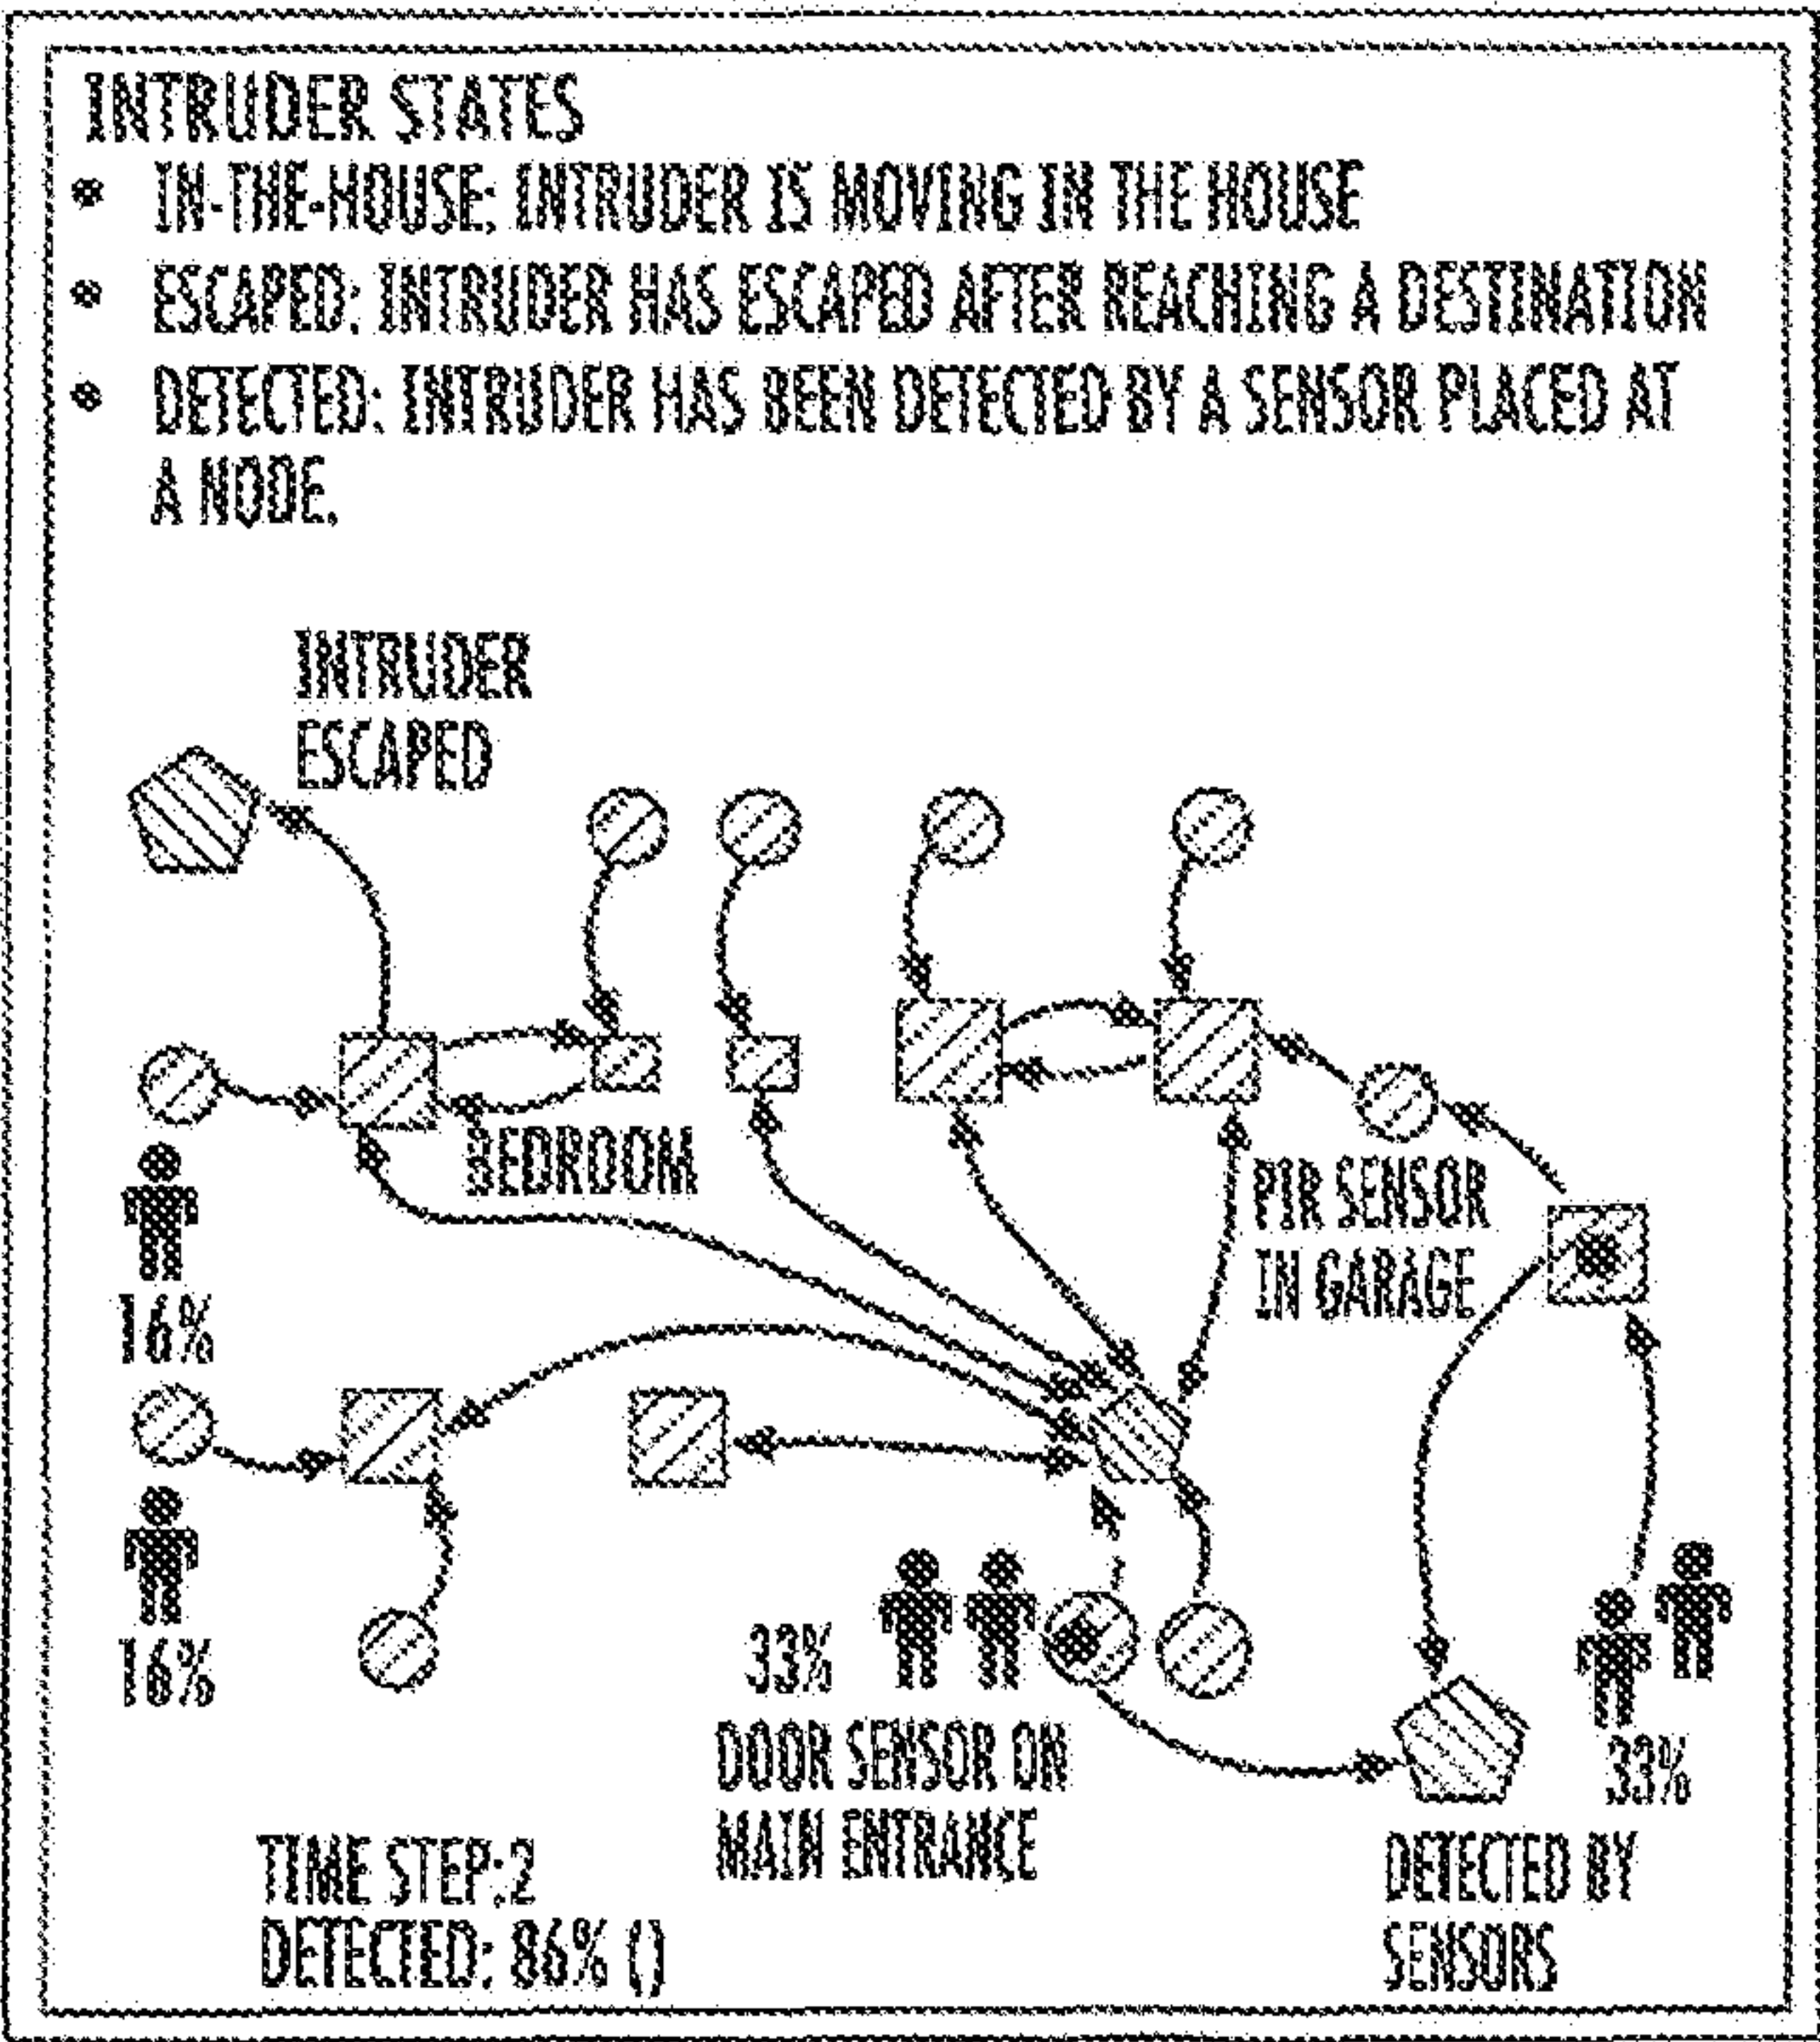 INTRUDER STATES
• IN-THE-HOUSE: INTRUDER IS MOVING IN THE HOUSE
• ESCAPED: INTRUDER HAS ESCAPED AFTER REACHING A DESTINATION
• DETECTED: INTRUDER HAS BEEN DETECTED BY A SENSOR PLACED AT
A NODE.
INTRUDER
ESCAPED
BEDROOM
PIR SENSOR
IN GARAGE
16%
16%
33%
DOOR SENSOR ON
MAIN ENTRANCE
33%
DETECTED BY
SENSORS
TIME STEP:2
DETECTED: 86% ()